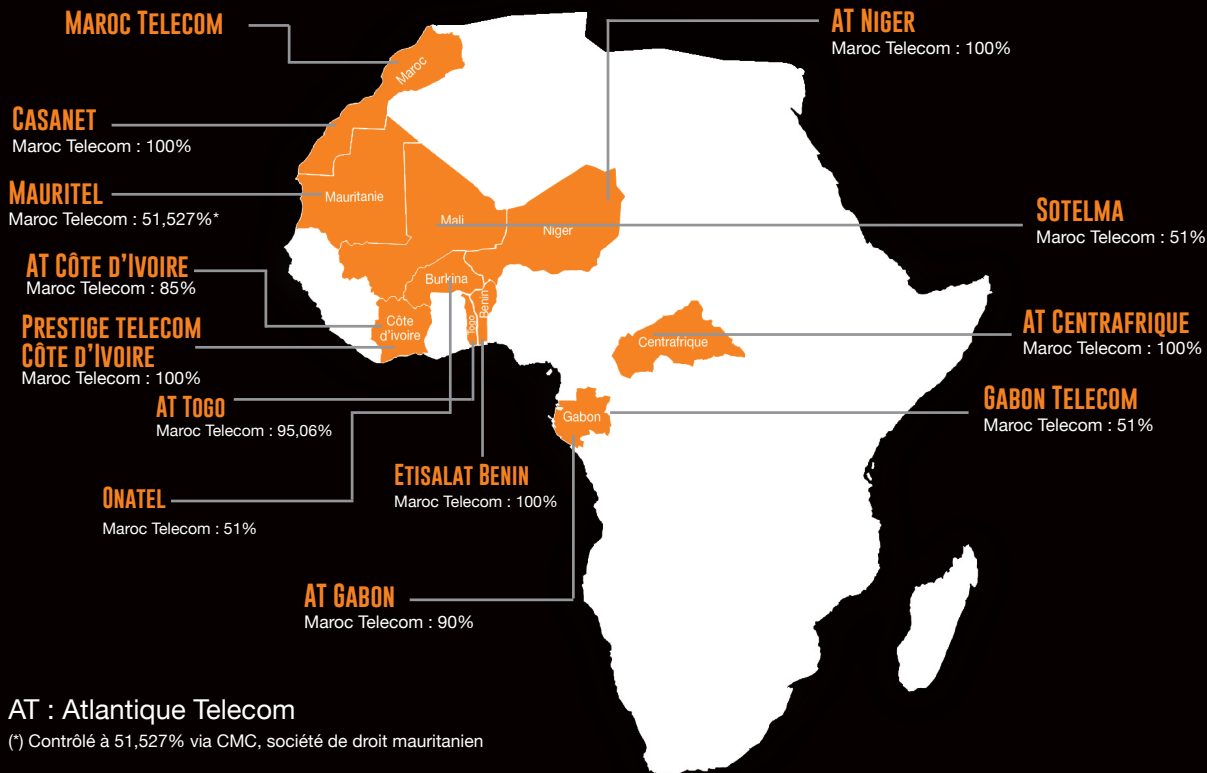 MAROC TELECOM
AT NIGER
Maroc Telecom : 100%
Maroc
CASANET
Maroc Telecom : 100%
MAURITEL
Maroc Telecom : 51,527%*
Mauritanie
Mali
Niger
SOTELMA
Maroc Telecom : 51%
AT CÔTE D'IVOIRE
Maroc Telecom : 85%
Burkina
Benin
Togo
Côte
d'ivoire
PRESTIGE TELECOM
CÔTE D'IVOIRE
Maroc Telecom : 100%
Centrafrique
AT CENTRAFRIQUE
Maroc Telecom : 100%
AT TOGO
Maroc Telecom : 95,06%
Gabon
GABON TELECOM
Maroc Telecom : 51%
ONATEL
Maroc Telecom : 51%
ETISALAT BENIN
Maroc Telecom : 100%
AT GABON
Maroc Telecom : 90%
AT : Atlantique Telecom
(*) Contrôlé à 51,527% via CMC, société de droit mauritanien